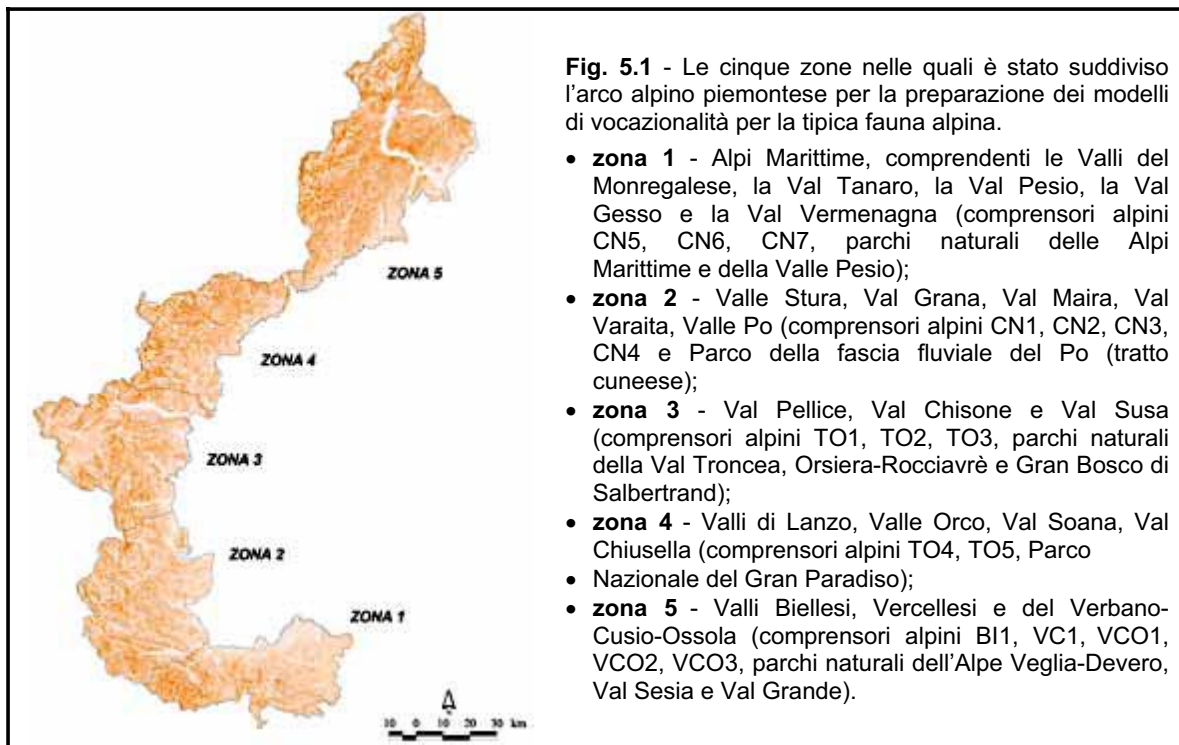 Fig. 5.1 - Le cinque zone nelle quali è stato suddiviso
l'arco alpino piemontese per la preparazione dei modelli
di vocazionalità per la tipica fauna alpina.
• zona 1 - Alpi Marittime, comprendenti le Valli del
Monregalese, la Val Tanaro, la Val Pesio, la Val
Gesso e la Val Vermenagna (comprensori alpini
CN5, CN6, CN7, parchi naturali delle Alpi
Marittime e della Valle Pesio);
• zona 2 - Valle Stura, Val Grana, Val Maira, Val
Varaita, Valle Po (comprensori alpini CN1, CN2, CN3,
CN4 e Parco della fascia fluviale del Po (tratto
cuneese);
• zona 3 - Val Pellice, Val Chisone e Val Susa
(comprensori alpini TO1, TO2, TO3, parchi naturali
della Val Troncea, Orsiera-Rocciavrè e Gran Bosco di
Salbertrand);
• zona 4 - Valli di Lanzo, Valle Orco, Val Soana, Val
Chiusella (comprensori alpini TO4, TO5, Parco
• Nazionale del Gran Paradiso);
• zona 5 - Valli Biellesi, Vercellesi e del Verbano-
Cusio-Ossola (comprensori alpini BI1, VC1, VCO1,
VCO2, VCO3, parchi naturali dell'Alpe Veglia-Devero,
Val Sesia e Val Grande).
ZONA 5
ZONA 4
ZONA 3
ZONA 2
ZONA 1
10 0 10 20 30 km